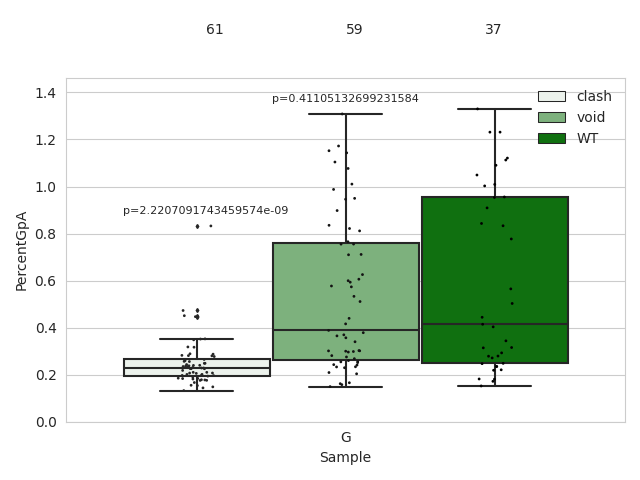 61 59 37
1.4
1.2
1.0
0.8
0.6
0.4
0.2
0.0
PercentGpA
p=2.2207091743459574e-09
p=0.41105132699231584
clash
void
WT
G
Sample